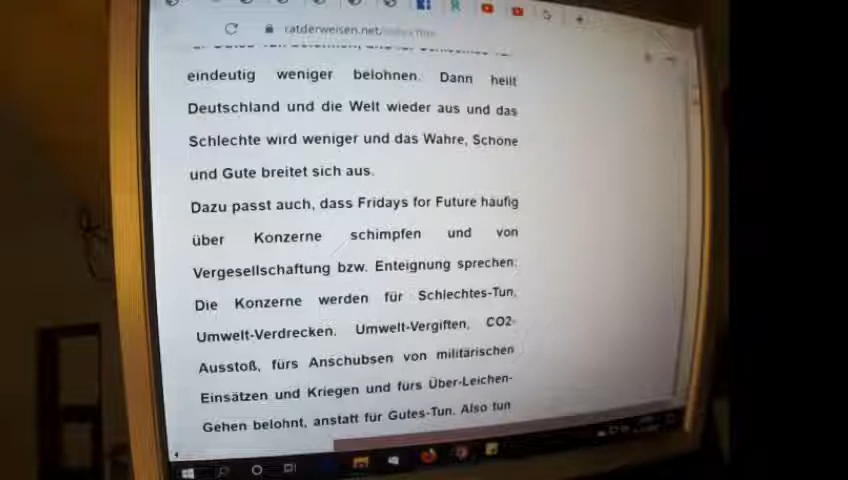 ratderweisen.net/index.htm
eindeutig weniger belohnen. Dann heilt
Deutschland und die Welt wieder aus und das
Schlechte wird weniger und das Wahre, Schöne
und Gute breitet sich aus.
Dazu passt auch, dass Fridays for Future häufig
über Konzerne schimpfen und von
Vergesellschaftung bzw. Enteignung sprechen:
Die Konzerne werden für Schlechtes-Tun,
Umwelt-Verdrecken, Umwelt-Vergiften, CO2-
Ausstoß, fürs Anschubsen von militärischen
Einsätzen und Kriegen und fürs Über-Leichen-
Gehen belohnt, anstatt für Gutes-Tun. Also tun